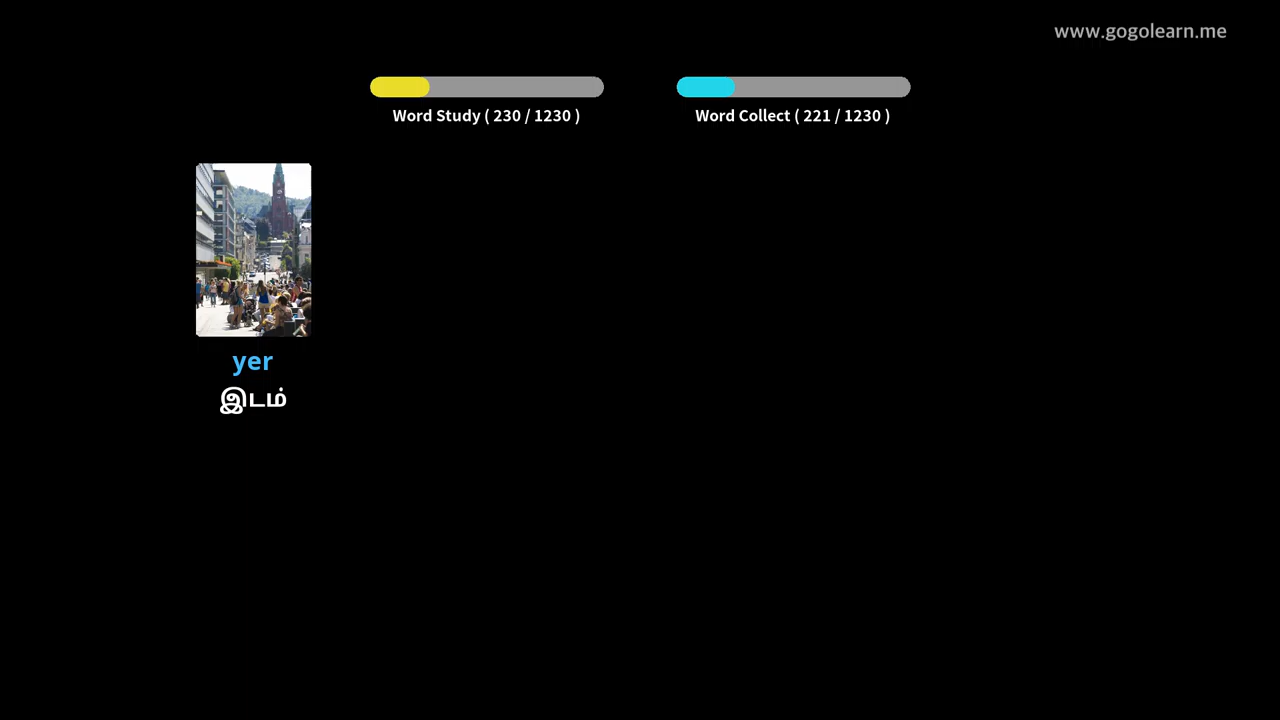 www.gogolearn.me
Word Study ( 230 / 1230 )
Word Collect ( 221 / 1230 )
yer
இடம்